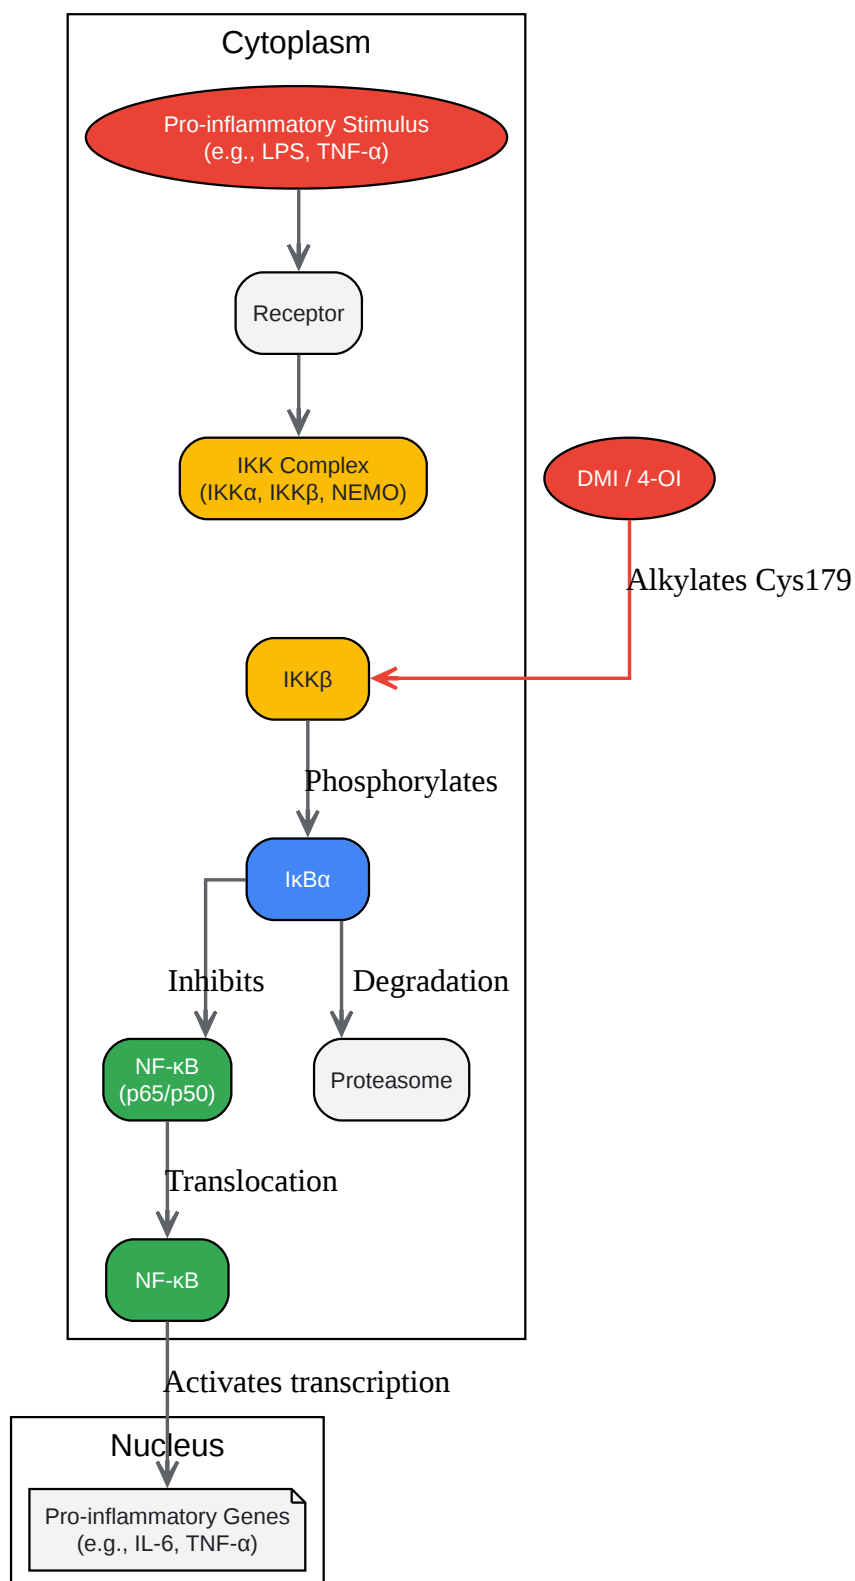 Cytoplasm
Pro-inflammatory Stimulus
(e.g., LPS, TNF-α)
Receptor
IKK Complex
(IKKα, IKKβ, NEMO)
DMI / 4-OI
Alkylates Cys179
IKKβ
Phosphorylates
IκBα
Inhibits
Degradation
NF-κB
(p65/p50)
Proteasome
Translocation
NF-κB
Activates transcription
Nucleus
Pro-inflammatory Genes
(e.g., IL-6, TNF-α)